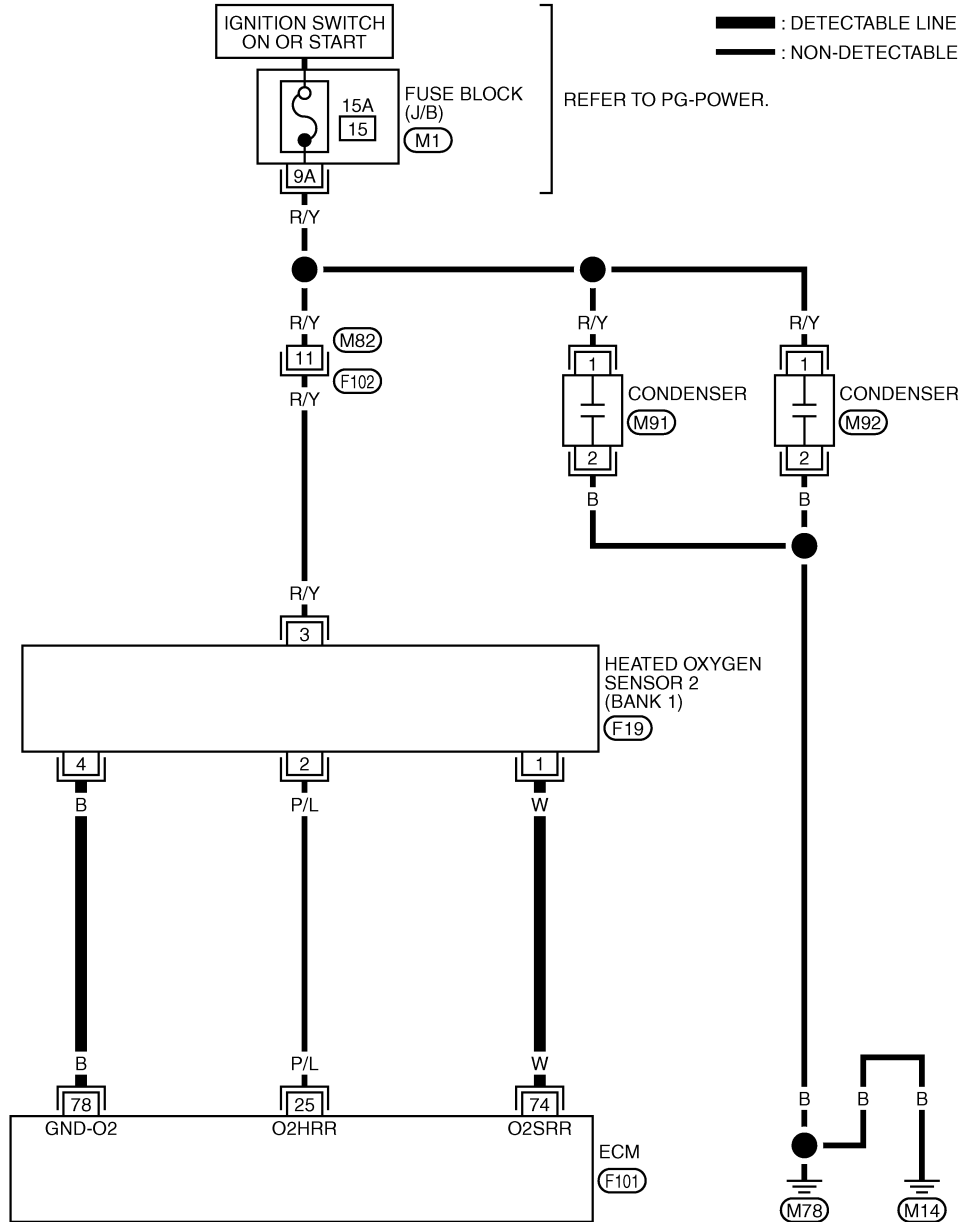 IGNITION SWITCH
ON OR START
: DETECTABLE LINE
: NON-DETECTABLE
15A
15
FUSE BLOCK
(J/B)
M1
REFER TO PG-POWER.
9A
R/Y
R/Y
R/Y
R/Y
11
M82
F102
R/Y
1
1
CONDENSER
M91
CONDENSER
M92
2
2
B
B
R/Y
3
HEATED OXYGEN
SENSOR 2
(BANK 1)
F19
4
2
1
B
P/L
W
B
P/L
W
78
25
74
GND-O2
O2HRR
O2SRR
ECM
F101
B
B
B
M78
M14